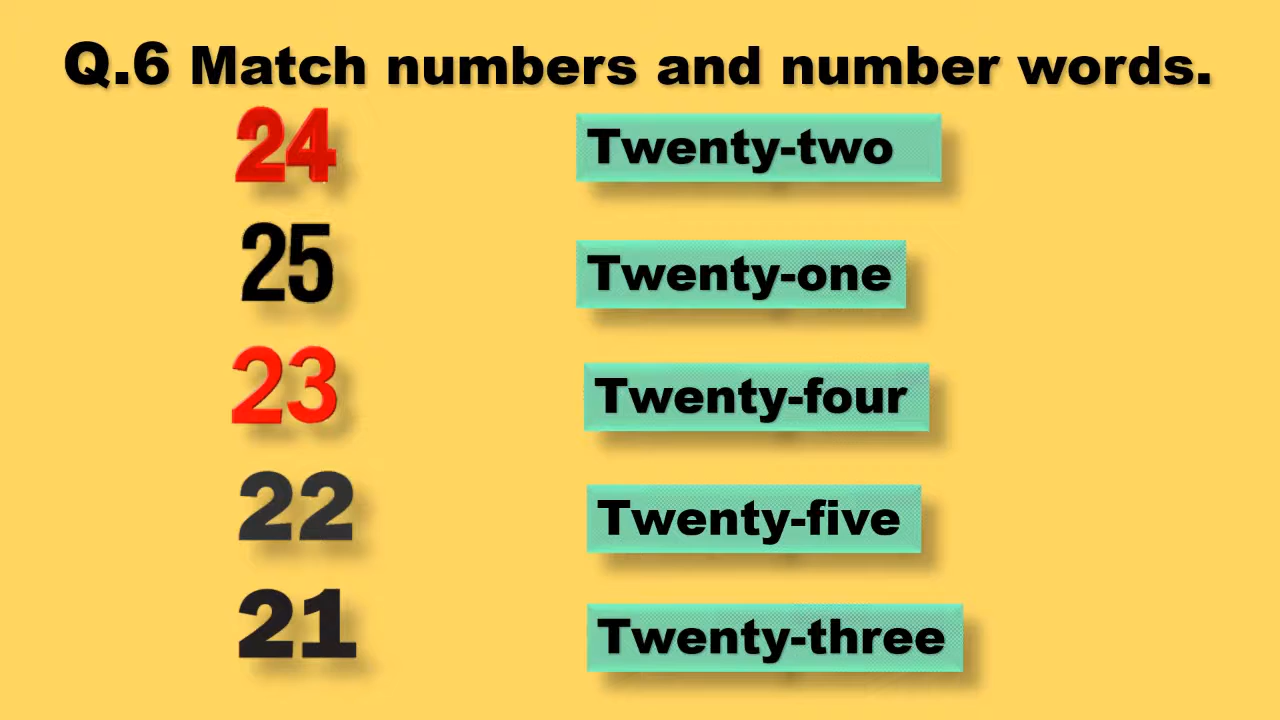 Q.6 Match numbers and number words.
24 Twenty-two
25 Twenty-one
23 Twenty-four
22 Twenty-five
21 Twenty-three